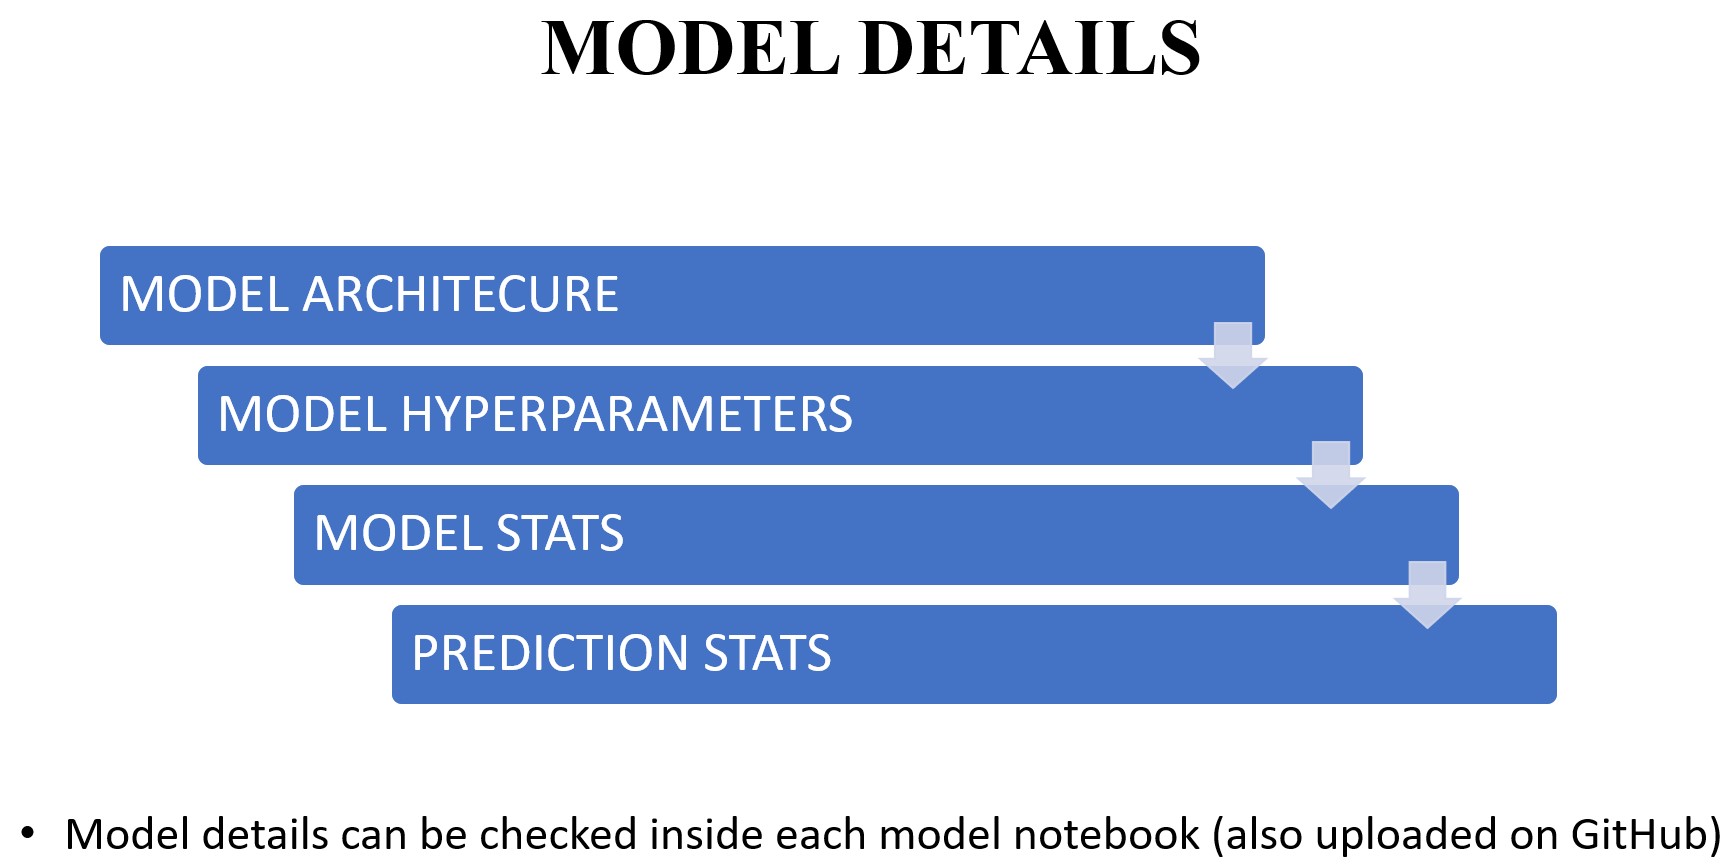 MODEL DETAILS
MODEL ARCHITECURE
MODEL HYPERPARAMETERS
MODEL STATS
PREDICTION STATS
• Model details can be checked inside each model notebook (also uploaded on GitHub)